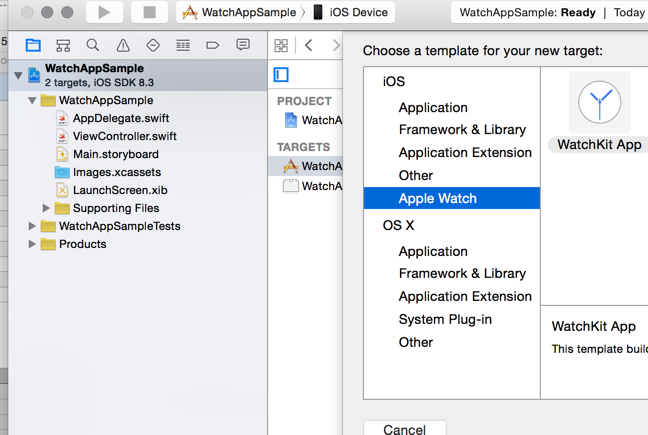 WatchAppSample
iOS Device
WatchAppSample: Ready | Today
WatchAppSample
2 targets, iOS SDK 8.3
WatchAppSample
AppDelegate.swift
ViewController.swift
Main.storyboard
Images.xcassets
LaunchScreen.xib
Supporting Files
WatchAppSampleTests
Products
PROJECT
WatchA
TARGETS
WatchA
WatchA
Choose a template for your new target:
iOS
Application
Framework & Library
Application Extension
Other
Apple Watch
OS X
Application
Framework & Library
Application Extension
System Plug-in
Other
WatchKit App
WatchKit App
This template buil
Cancel